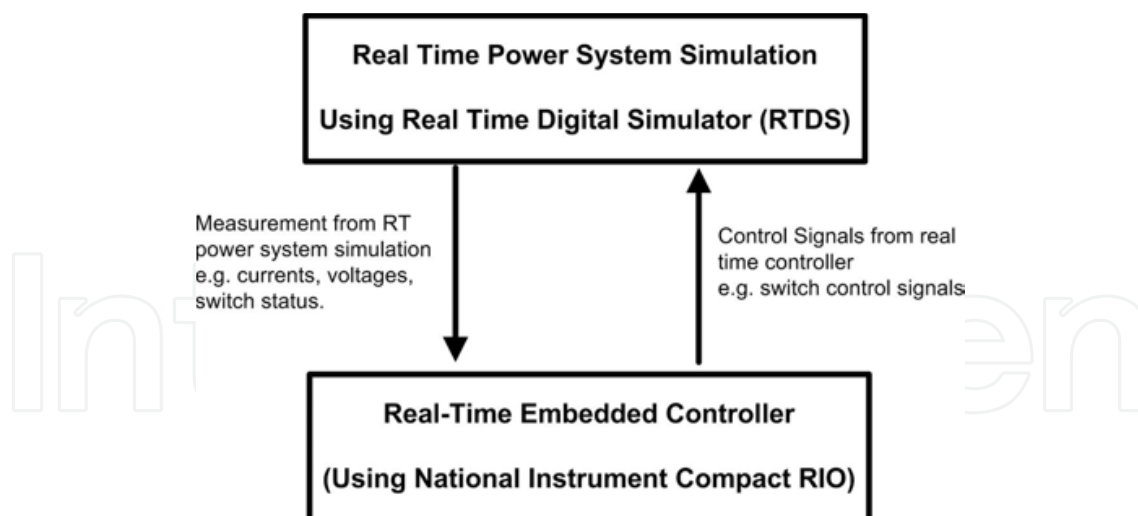 Real Time Power System Simulation
Using Real Time Digital Simulator (RTDS)
Measurement from RT
power system simulation
e.g. currents, voltages,
switch status.
Control Signals from real
time controller
e.g. switch control signals
Real-Time Embedded Controller
(Using National Instrument Compact RIO)